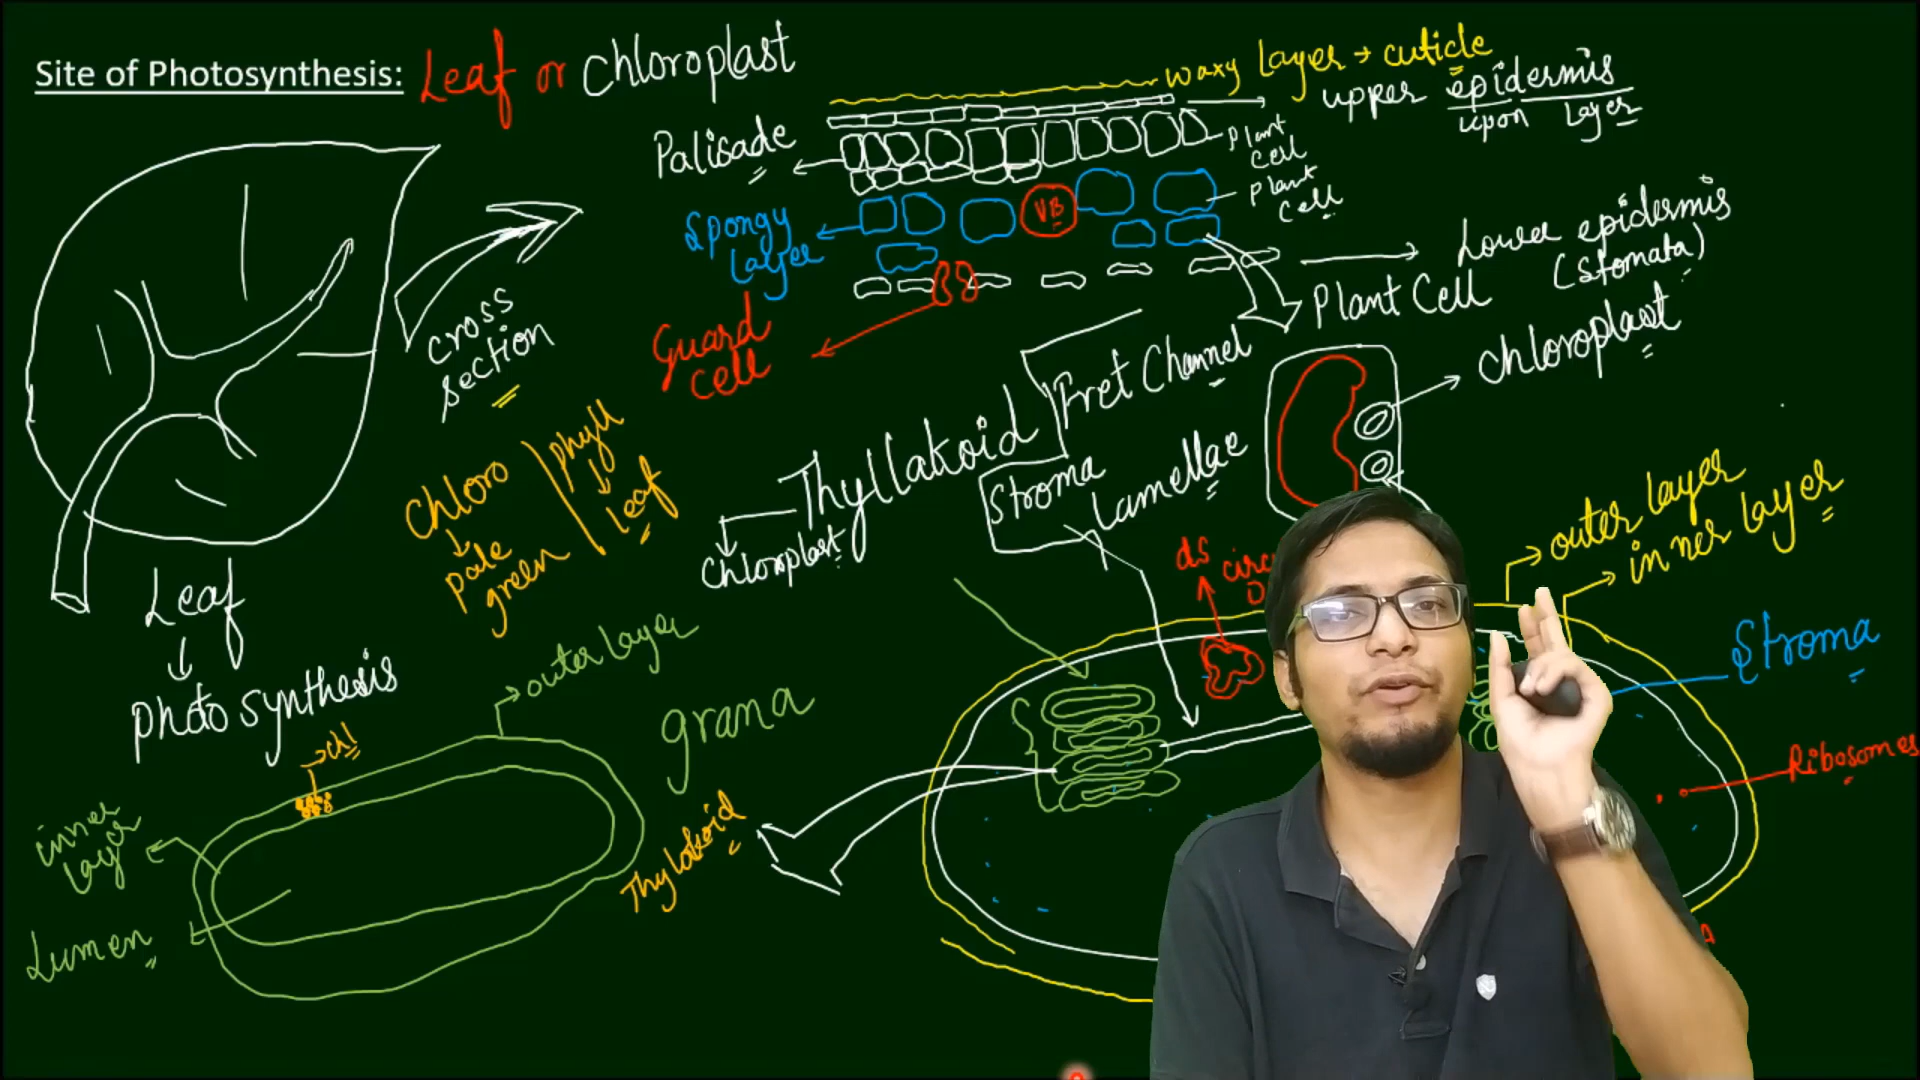 Site of Photosynthesis: Leaf or Chloroplast
waxy Layer → cuticle
upper epidermis
upon Layer
Palisade
Plant
Cell
Plant
Cell
VB
Spongy
Layer
Lower epidermis
(stomata)
Guard
Cell
Plant Cell
chloroplast
cross
section
Fret Channel
Thyllakoid
Stroma
Lamellae
Chloroplast
Chloro
phyll
pale
green
Leaf
ds circ
outer layer
inner layer
Stroma
Ribosomes
Leaf
Photosynthesis
outer layer
grana
chl
inner
layer
Thylakoid
Lumen